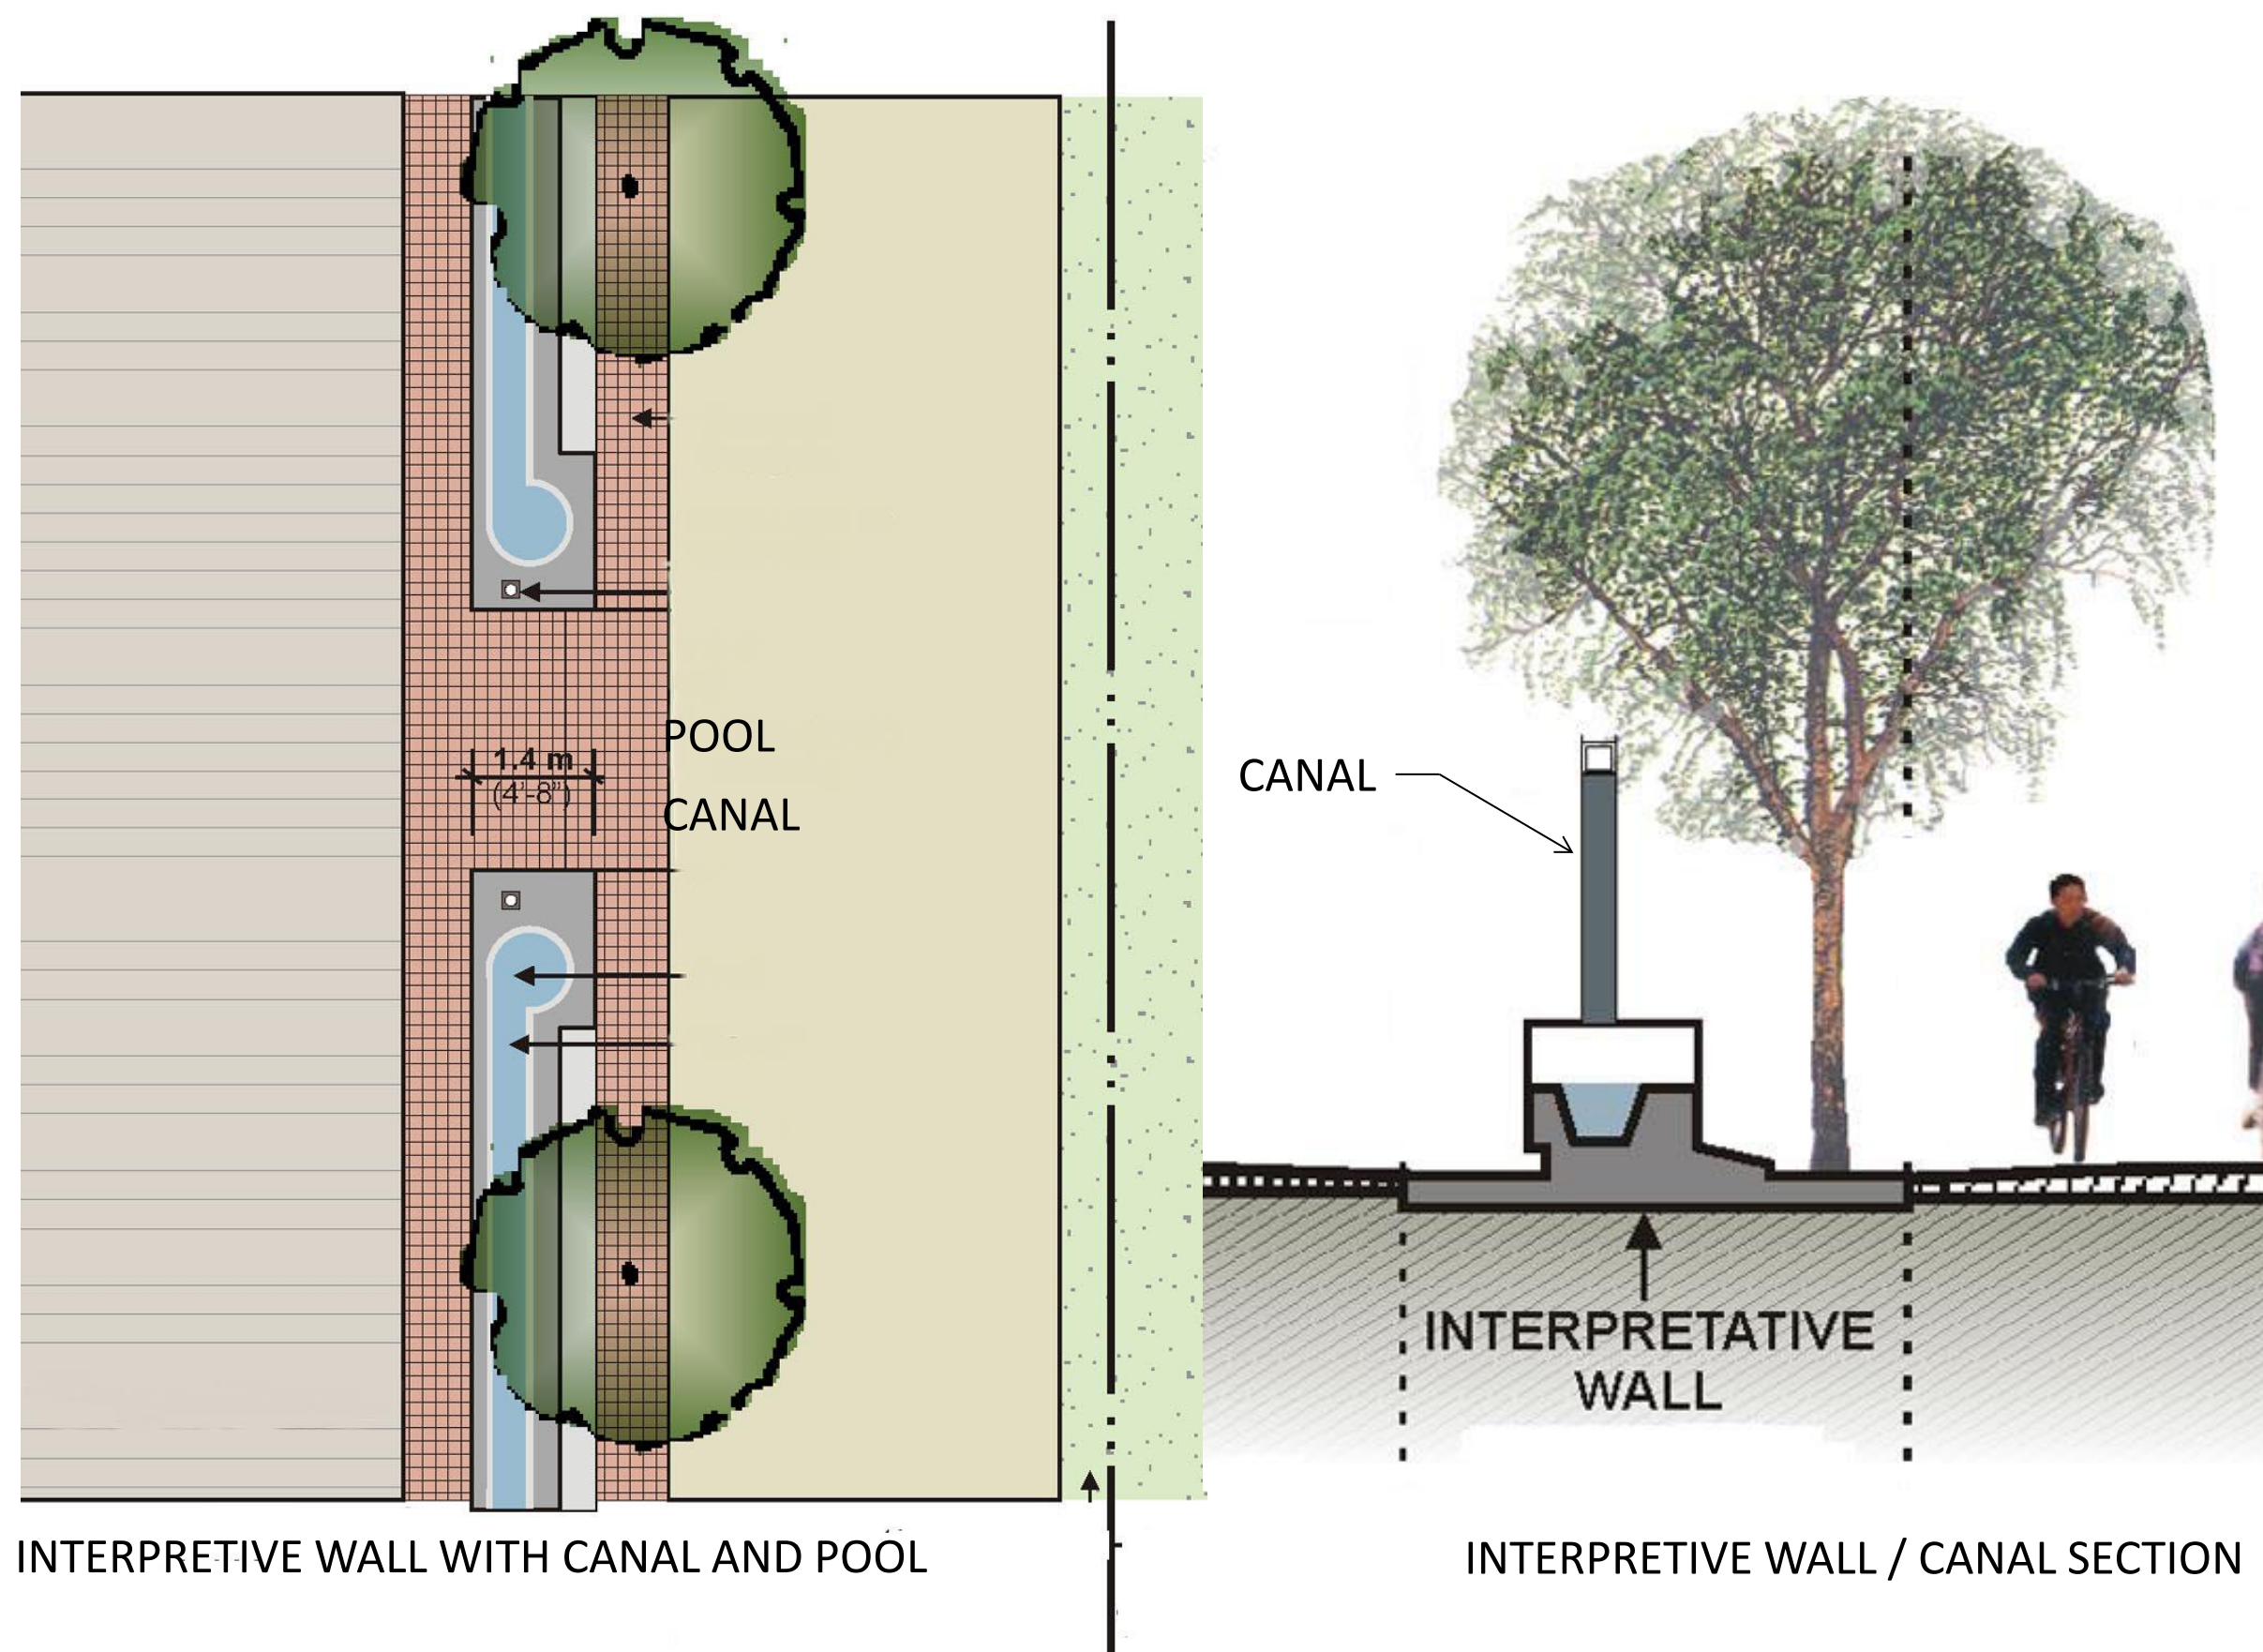 POOL
1.4 m
(4'-8")
CANAL
CANAL
INTERPRETATIVE
WALL
INTERPRETIVE WALL WITH CANAL AND POOL
INTERPRETIVE WALL / CANAL SECTION